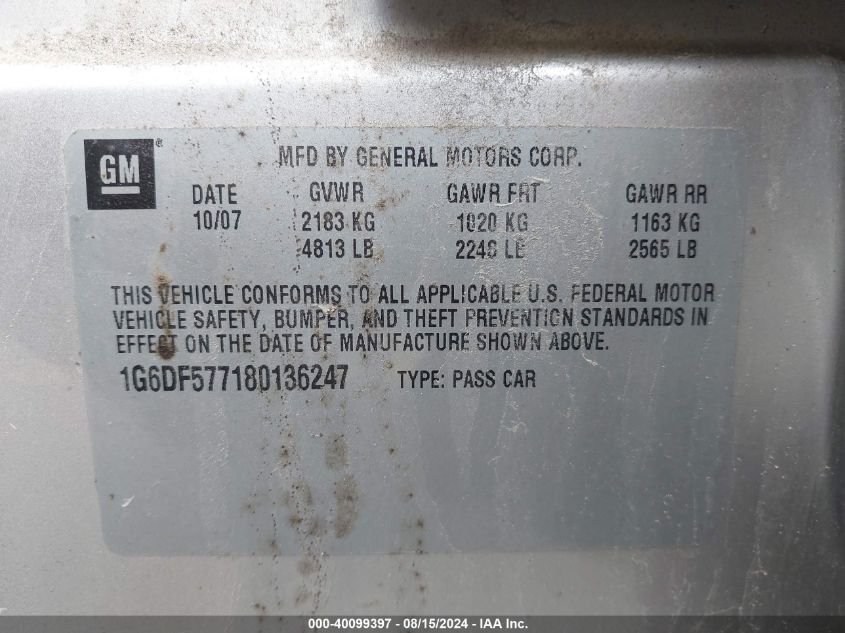 GM ®
MFD BY GENERAL MOTORS CORP.
DATE GVWR GAWR FRT GAWR RR
10/07 2183 KG 1020 KG 1163 KG
4813 LB 2248 LB 2565 LB
THIS VEHICLE CONFORMS TO ALL APPLICABLE U.S. FEDERAL MOTOR
VEHICLE SAFETY, BUMPER, AND THEFT PREVENTION STANDARDS IN
EFFECT ON THE DATE OF MANUFACTURE SHOWN ABOVE.
1G6DF577180136247 TYPE: PASS CAR
000-40099397 - 08/15/2024 - IAA Inc.